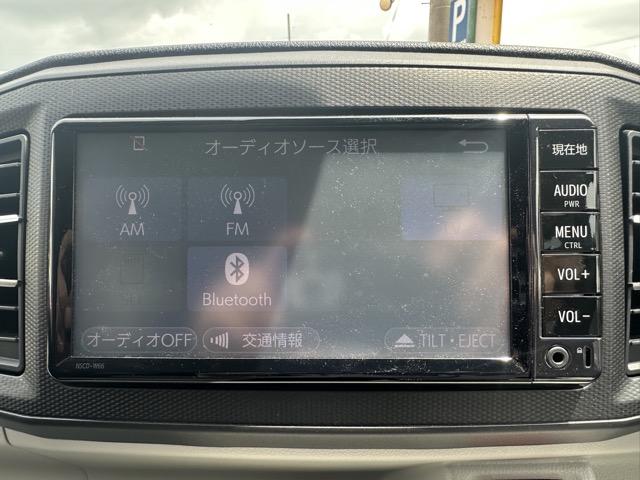 オーディオソース選択
AM
FM
Bluetooth
オーディオOFF
交通情報
TILT・EJECT
現在地
AUDIO
PWR
MENU
CTRL
VOL+
VOL-
NSCD-W66
P